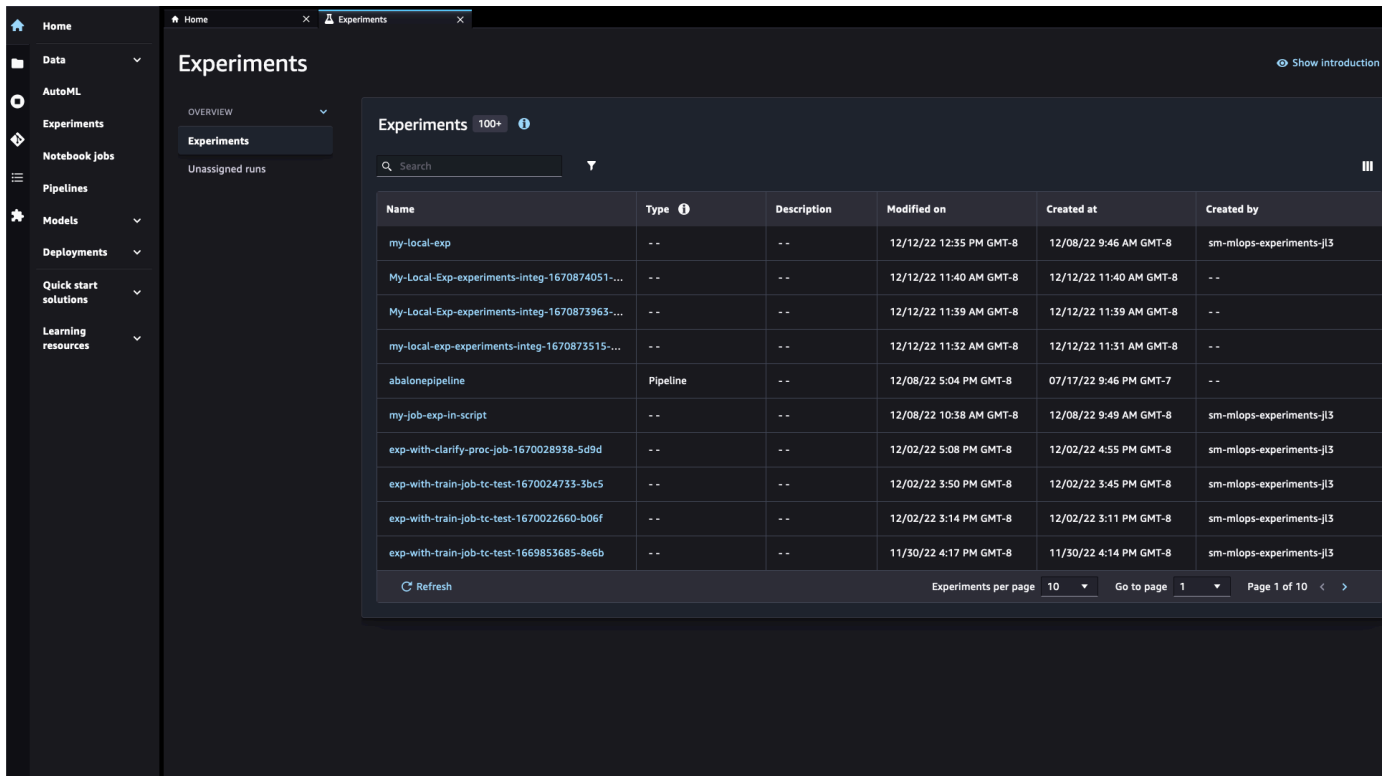 Home
Data
AutoML
Experiments
Notebook jobs
Pipelines
Models
Deployments
Quick start
solutions
Learning
resources
Home
Experiments
Experiments
Show introduction
OVERVIEW
Experiments
Unassigned runs
Experiments 100+
Search
Name Type Description Modified on Created at Created by
my-local-exp -- -- 12/12/22 12:35 PM GMT-8 12/08/22 9:46 AM GMT-8 sm-mlops-experiments-jl3
My-Local-Exp-experiments-integ-1670874051-... -- -- 12/12/22 11:40 AM GMT-8 12/12/22 11:40 AM GMT-8 --
My-Local-Exp-experiments-integ-1670873963-... -- -- 12/12/22 11:39 AM GMT-8 12/12/22 11:39 AM GMT-8 --
my-local-exp-experiments-integ-1670873515-... -- -- 12/12/22 11:32 AM GMT-8 12/12/22 11:31 AM GMT-8 --
abalonepipeline Pipeline -- 12/08/22 5:04 PM GMT-8 07/17/22 9:46 PM GMT-7 --
my-job-exp-in-script -- -- 12/08/22 10:38 AM GMT-8 12/08/22 9:49 AM GMT-8 sm-mlops-experiments-jl3
exp-with-clarify-proc-job-1670028938-5d9d -- -- 12/02/22 5:08 PM GMT-8 12/02/22 4:55 PM GMT-8 sm-mlops-experiments-jl3
exp-with-train-job-tc-test-1670024733-3bc5 -- -- 12/02/22 3:50 PM GMT-8 12/02/22 3:45 PM GMT-8 sm-mlops-experiments-jl3
exp-with-train-job-tc-test-1670022660-b06f -- -- 12/02/22 3:14 PM GMT-8 12/02/22 3:11 PM GMT-8 sm-mlops-experiments-jl3
exp-with-train-job-tc-test-1669853685-8e6b -- -- 11/30/22 4:17 PM GMT-8 11/30/22 4:14 PM GMT-8 sm-mlops-experiments-jl3
Refresh Experiments per page 10 Go to page 1 Page 1 of 10